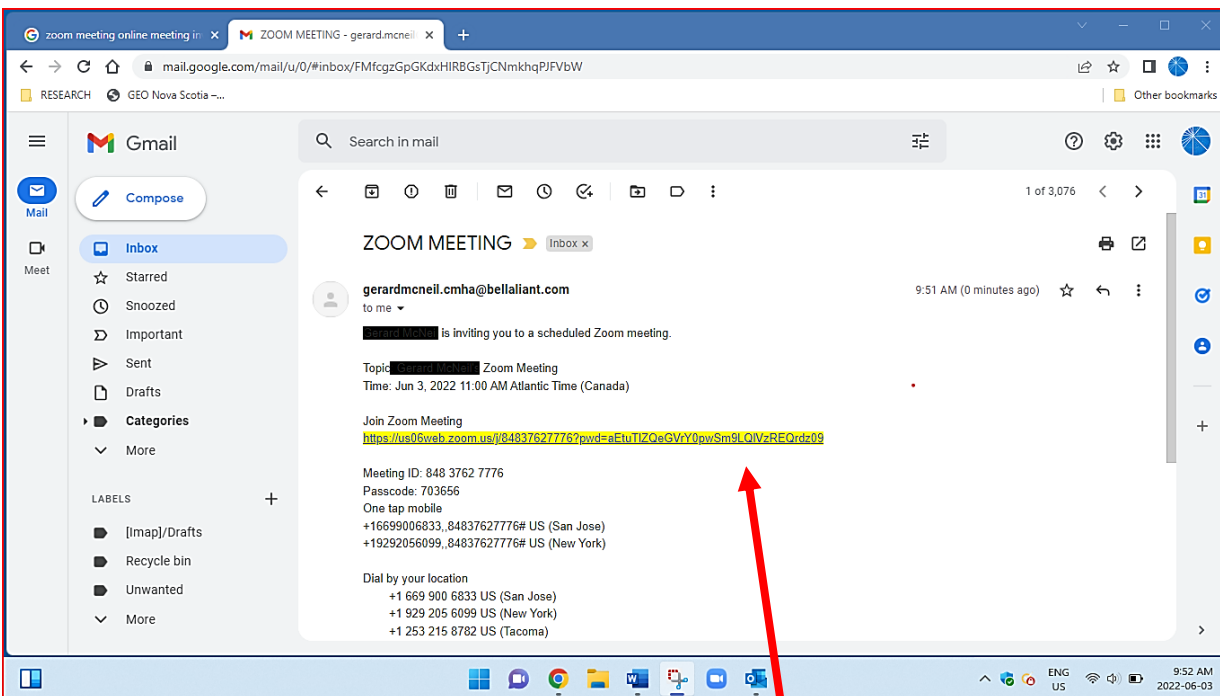 zoom meeting online meeting in
ZOOM MEETING - gerard.mcneil
mail.google.com/mail/u/0/#inbox/FMfcgzGpGKdxHlRBGsTjCNmkhqPJFVbW
RESEARCH
GEO Nova Scotia –...
Other bookmarks
Gmail
Search in mail
Mail
Meet
Compose
Inbox
Starred
Snoozed
Important
Sent
Drafts
Categories
More
LABELS
[Imap]/Drafts
Recycle bin
Unwanted
More
1 of 3,076
31
ZOOM MEETING
Inbox x
gerardmcneil.cmha@bellaliant.com
9:51 AM (0 minutes ago)
to me
is inviting you to a scheduled Zoom meeting.
Topic Zoom Meeting
Time: Jun 3, 2022 11:00 AM Atlantic Time (Canada)
Join Zoom Meeting
https://us06web.zoom.us/j/84837627776?pwd=aEtuTlZQeGVrY0pwSm9LQlVzREQrdz09
Meeting ID: 848 3762 7776
Passcode: 703656
One tap mobile
+16699006833,,84837627776# US (San Jose)
+19292056099,,84837627776# US (New York)
Dial by your location
+1 669 900 6833 US (San Jose)
+1 929 205 6099 US (New York)
+1 253 215 8782 US (Tacoma)
ENG
US
9:52 AM
2022-06-03